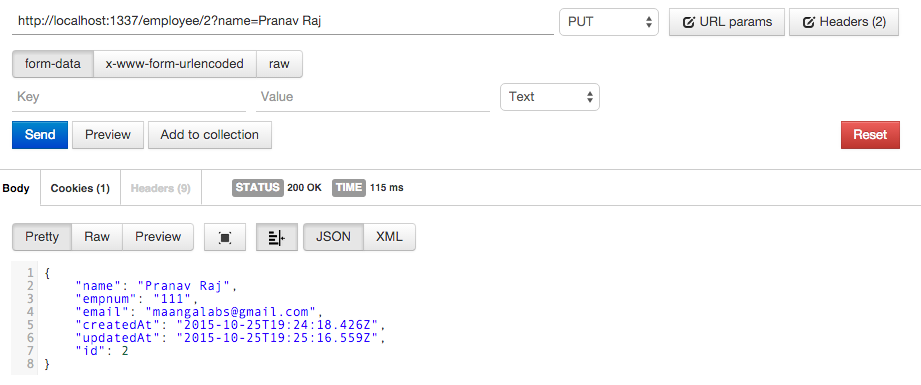 http://localhost:1337/employee/2?name=Pranav Raj PUT URL params Headers (2)
form-data x-www-form-urlencoded raw
Key Value Text
Send Preview Add to collection Reset
Body Cookies (1) Headers (9) STATUS 200 OK TIME 115 ms
Pretty Raw Preview JSON XML
1 {
2 "name": "Pranav Raj",
3 "empnum": "111",
4 "email": "maangalabs@gmail.com",
5 "createdAt": "2015-10-25T19:24:18.426Z",
6 "updatedAt": "2015-10-25T19:25:16.559Z",
7 "id": 2
8 }